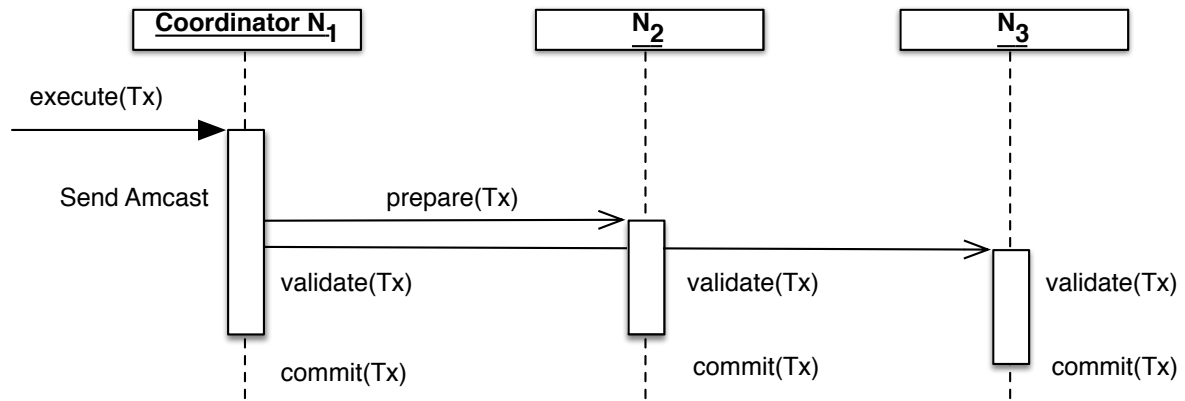 Coordinator N1
N2
N3
execute(Tx)
Send Amcast
prepare(Tx)
validate(Tx)
validate(Tx)
validate(Tx)
commit(Tx)
commit(Tx)
commit(Tx)